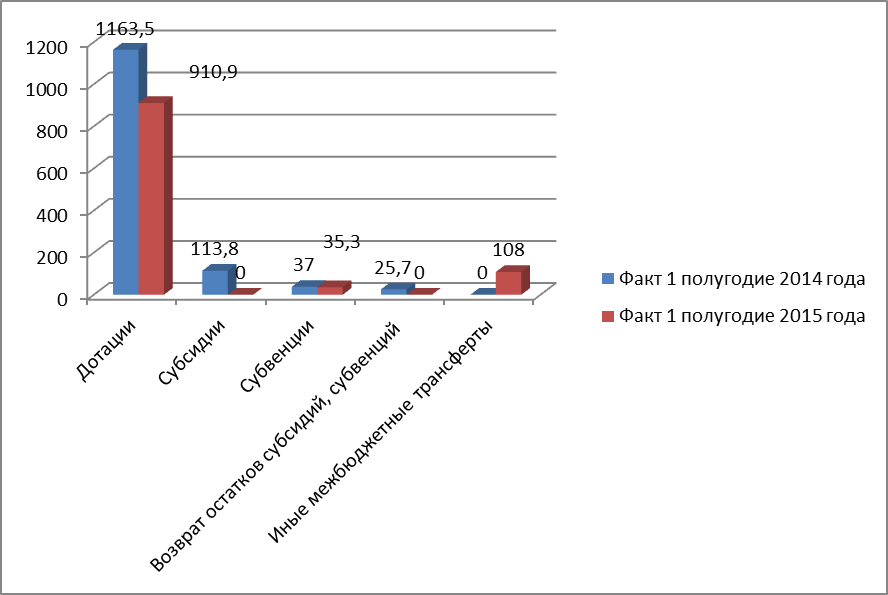 1200
1000
800
600
400
200
0
1163,5
910,9
113,8
0
37
35,3
25,7
0
0
108
Дотации
Субсидии
Субвенции
Возврат остатков субсидий, субвенций
Иные межбюджетные трансферты
Факт 1 полугодие 2014 года
Факт 1 полугодие 2015 года